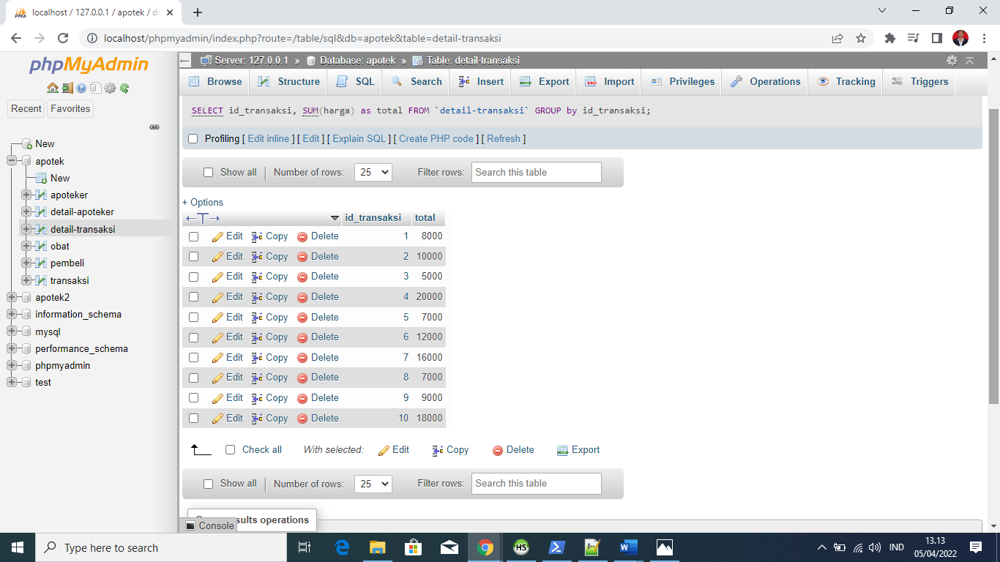 localhost / 127.0.0.1 / apotek / de
localhost/phpmyadmin/index.php?route=/table/sql&db=apotek&table=detail-transaksi
phpMyAdmin
Recent Favorites
New
apotek
New
apoteker
detail-apoteker
detail-transaksi
obat
pembeli
transaksi
apotek2
information_schema
mysql
performance_schema
phpmyadmin
test
Server: 127.0.0.1 » Database: apotek » Table: detail-transaksi
Browse Structure SQL Search Insert Export Import Privileges Operations Tracking Triggers
SELECT id_transaksi, SUM(harga) as total FROM `detail-transaksi` GROUP by id_transaksi;
Profiling [ Edit inline ] [ Edit ] [ Explain SQL ] [ Create PHP code ] [ Refresh ]
Show all | Number of rows: 25 Filter rows: Search this table
+ Options
←T→ id_transaksi total
Edit Copy Delete 1 8000
Edit Copy Delete 2 10000
Edit Copy Delete 3 5000
Edit Copy Delete 4 20000
Edit Copy Delete 5 7000
Edit Copy Delete 6 12000
Edit Copy Delete 7 16000
Edit Copy Delete 8 7000
Edit Copy Delete 9 9000
Edit Copy Delete 10 18000
Check all With selected: Edit Copy Delete Export
Show all | Number of rows: 25 Filter rows: Search this table
operations
Console
Type here to search
HS
IND
13.13
05/04/2022